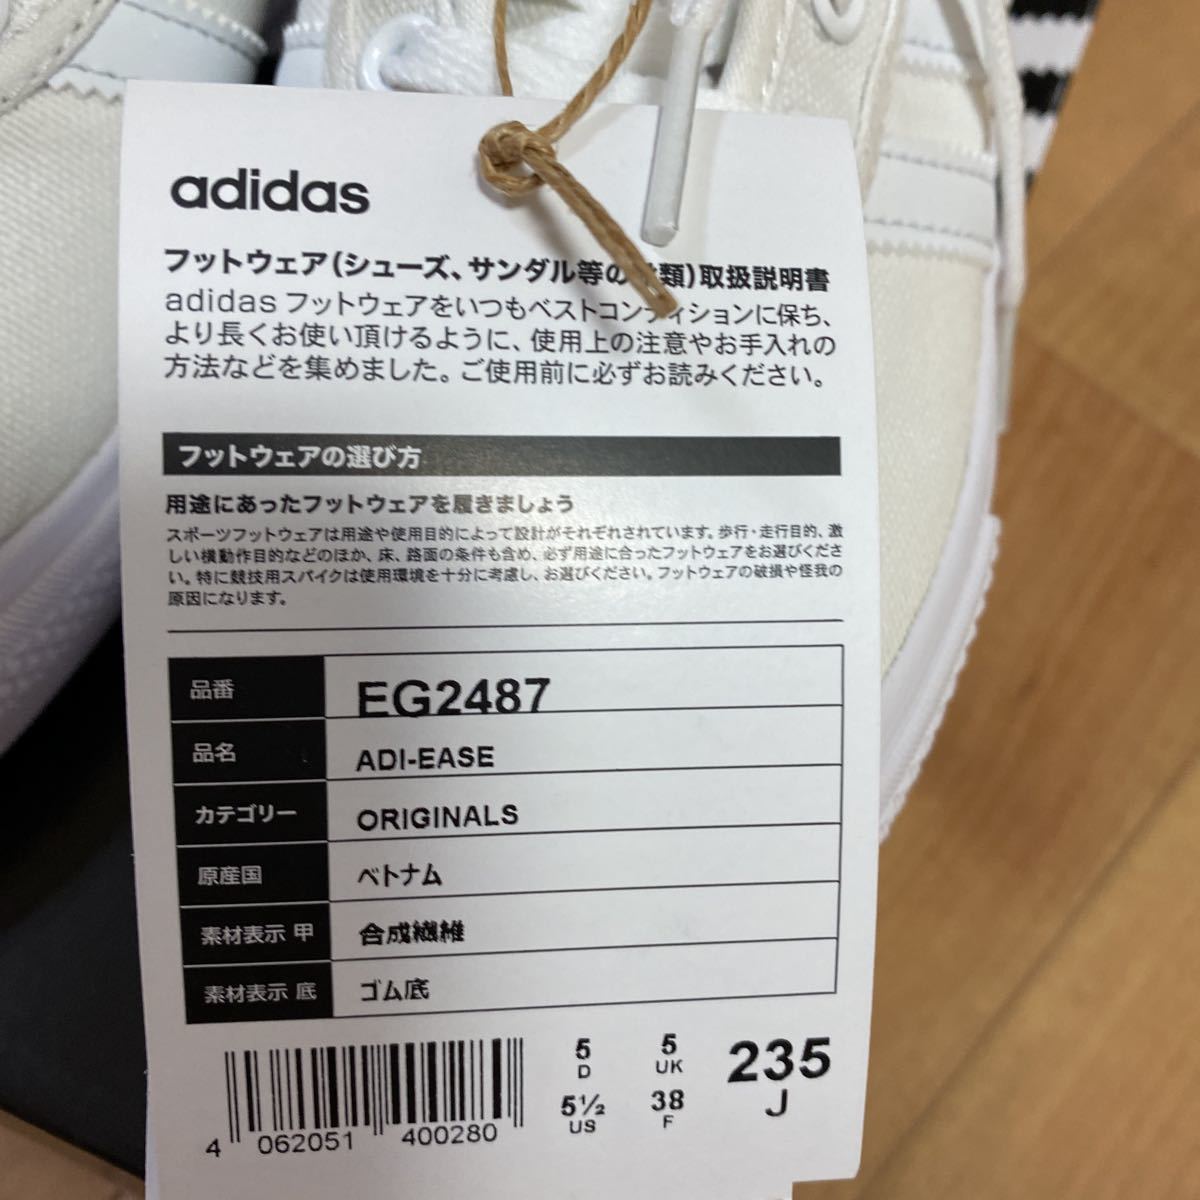 adidas
フットウェア(シューズ、サンダル等の 類)取扱説明書
adidas フットウェアをいつもベストコンディションに保ち、
より長くお使い頂けるように、使用上の注意やお手入れの
方法などを集めました。ご使用前に必ずお読みください。
フットウェアの選び方
用途にあったフットウェアを履きましょう
スポーツフットウェアは用途や使用目的によって設計がそれぞれされています。歩行・走行目的、激
しい横動作目的などのほか、床、路面の条件も含め、必ず用途に合ったフットウェアをお選びくださ
い。特に競技用スパイクは使用環境を十分に考慮し、お選びください。フットウェアの破損や怪我の
原因になります。
品番 EG2487
品名 ADI-EASE
カテゴリー ORIGINALS
原産国 ベトナム
素材表示 甲 合成繊維
素材表示 底 ゴム底
5 D
5 UK
235 J
5½ US
38 F
4 062051 400280